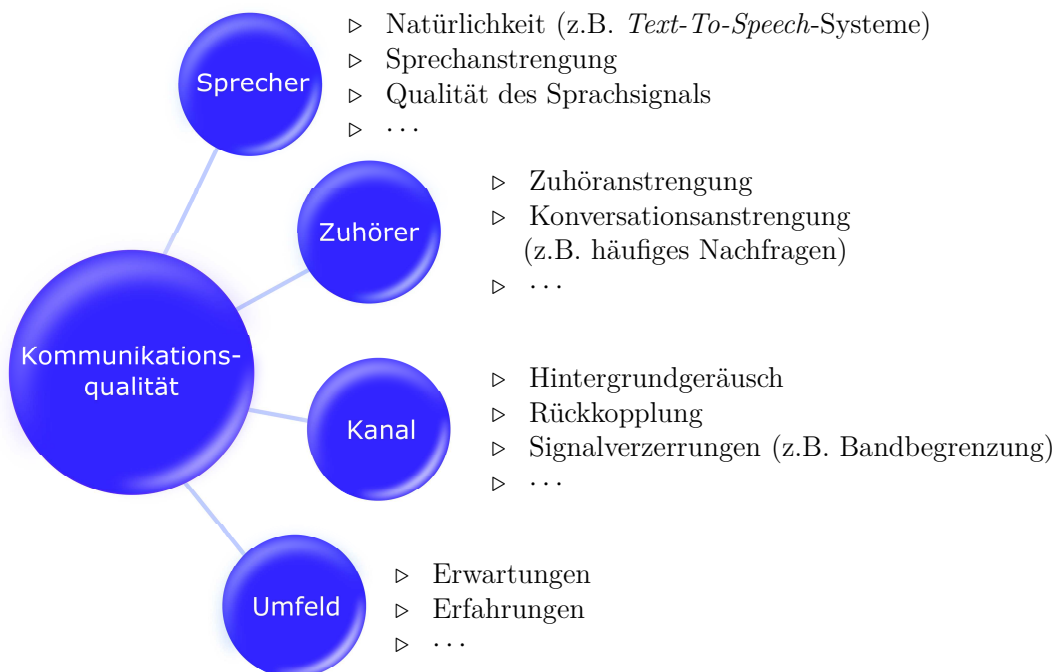 Sprecher
▷ Natürlichkeit (z.B. Text-To-Speech-Systeme)
▷ Sprechanstrengung
▷ Qualität des Sprachsignals
▷ ···
Zuhörer
▷ Zuhöranstrengung
▷ Konversationsanstrengung
(z.B. häufiges Nachfragen)
▷ ···
Kommunikations-
qualität
Kanal
▷ Hintergrundgeräusch
▷ Rückkopplung
▷ Signalverzerrungen (z.B. Bandbegrenzung)
▷ ···
Umfeld
▷ Erwartungen
▷ Erfahrungen
▷ ···